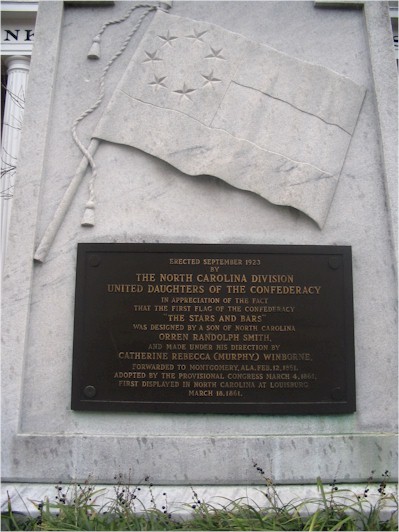 NK
ERECTED SEPTEMBER 1923
BY
THE NORTH CAROLINA DIVISION
UNITED DAUGHTERS OF THE CONFEDERACY
IN APPRECIATION OF THE FACT
THAT THE FIRST FLAG OF THE CONFEDERACY
"THE STARS AND BARS"
WAS DESIGNED BY A SON OF NORTH CAROLINA
ORREN RANDOLPH SMITH,
AND MADE UNDER HIS DIRECTION BY
CATHERINE REBECCA (MURPHY) WINBORNE.
FORWARDED TO MONTGOMERY, ALA. FEB. 12, 1861,
ADOPTED BY THE PROVISIONAL CONGRESS MARCH 4, 1861,
FIRST DISPLAYED IN NORTH CAROLINA AT LOUISBURG
MARCH 18, 1861.